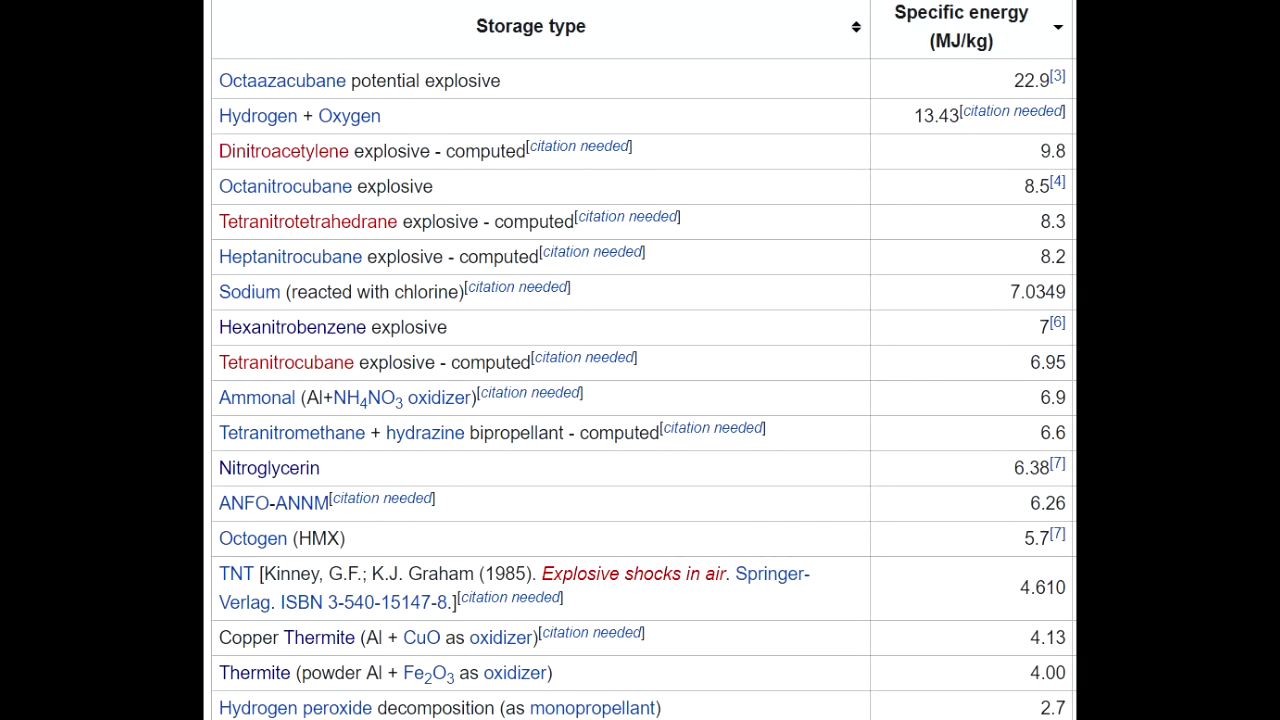 Storage type
Specific energy
(MJ/kg)
Octaazacubane potential explosive 22.9[3]
Hydrogen + Oxygen 13.43[citation needed]
Dinitroacetylene explosive - computed[citation needed] 9.8
Octanitrocubane explosive 8.5[4]
Tetranitrotetrahedrane explosive - computed[citation needed] 8.3
Heptanitrocubane explosive - computed[citation needed] 8.2
Sodium (reacted with chlorine)[citation needed] 7.0349
Hexanitrobenzene explosive 7[6]
Tetranitrocubane explosive - computed[citation needed] 6.95
Ammonal (Al+NH₄NO₃ oxidizer)[citation needed] 6.9
Tetranitromethane + hydrazine bipropellant - computed[citation needed] 6.6
Nitroglycerin 6.38[7]
ANFO-ANNM[citation needed] 6.26
Octogen (HMX) 5.7[7]
TNT [Kinney, G.F.; K.J. Graham (1985). Explosive shocks in air. Springer-
Verlag. ISBN 3-540-15147-8.][citation needed] 4.610
Copper Thermite (Al + CuO as oxidizer)[citation needed] 4.13
Thermite (powder Al + Fe₂O₃ as oxidizer) 4.00
Hydrogen peroxide decomposition (as monopropellant) 2.7